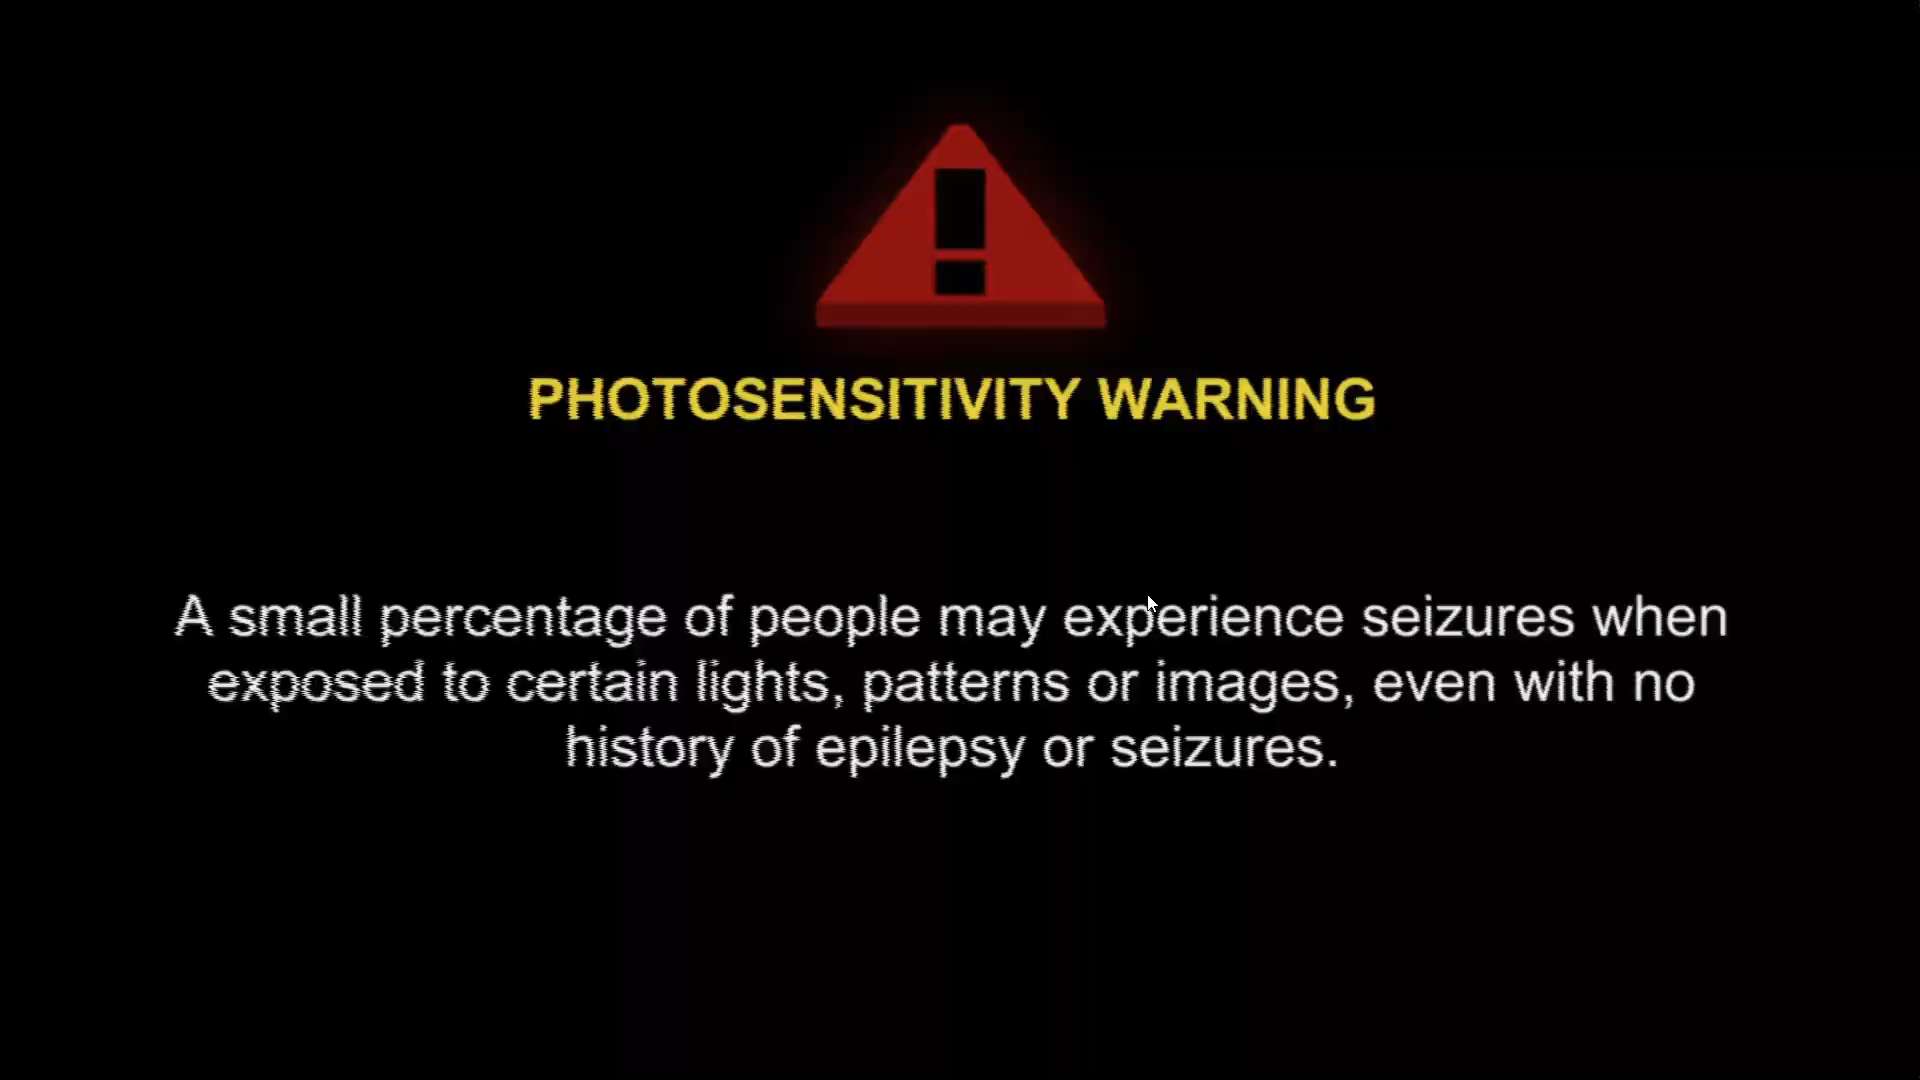 PHOTOSENSITIVITY WARNING
A small percentage of people may experience seizures when
exposed to certain lights, patterns or images, even with no
history of epilepsy or seizures.